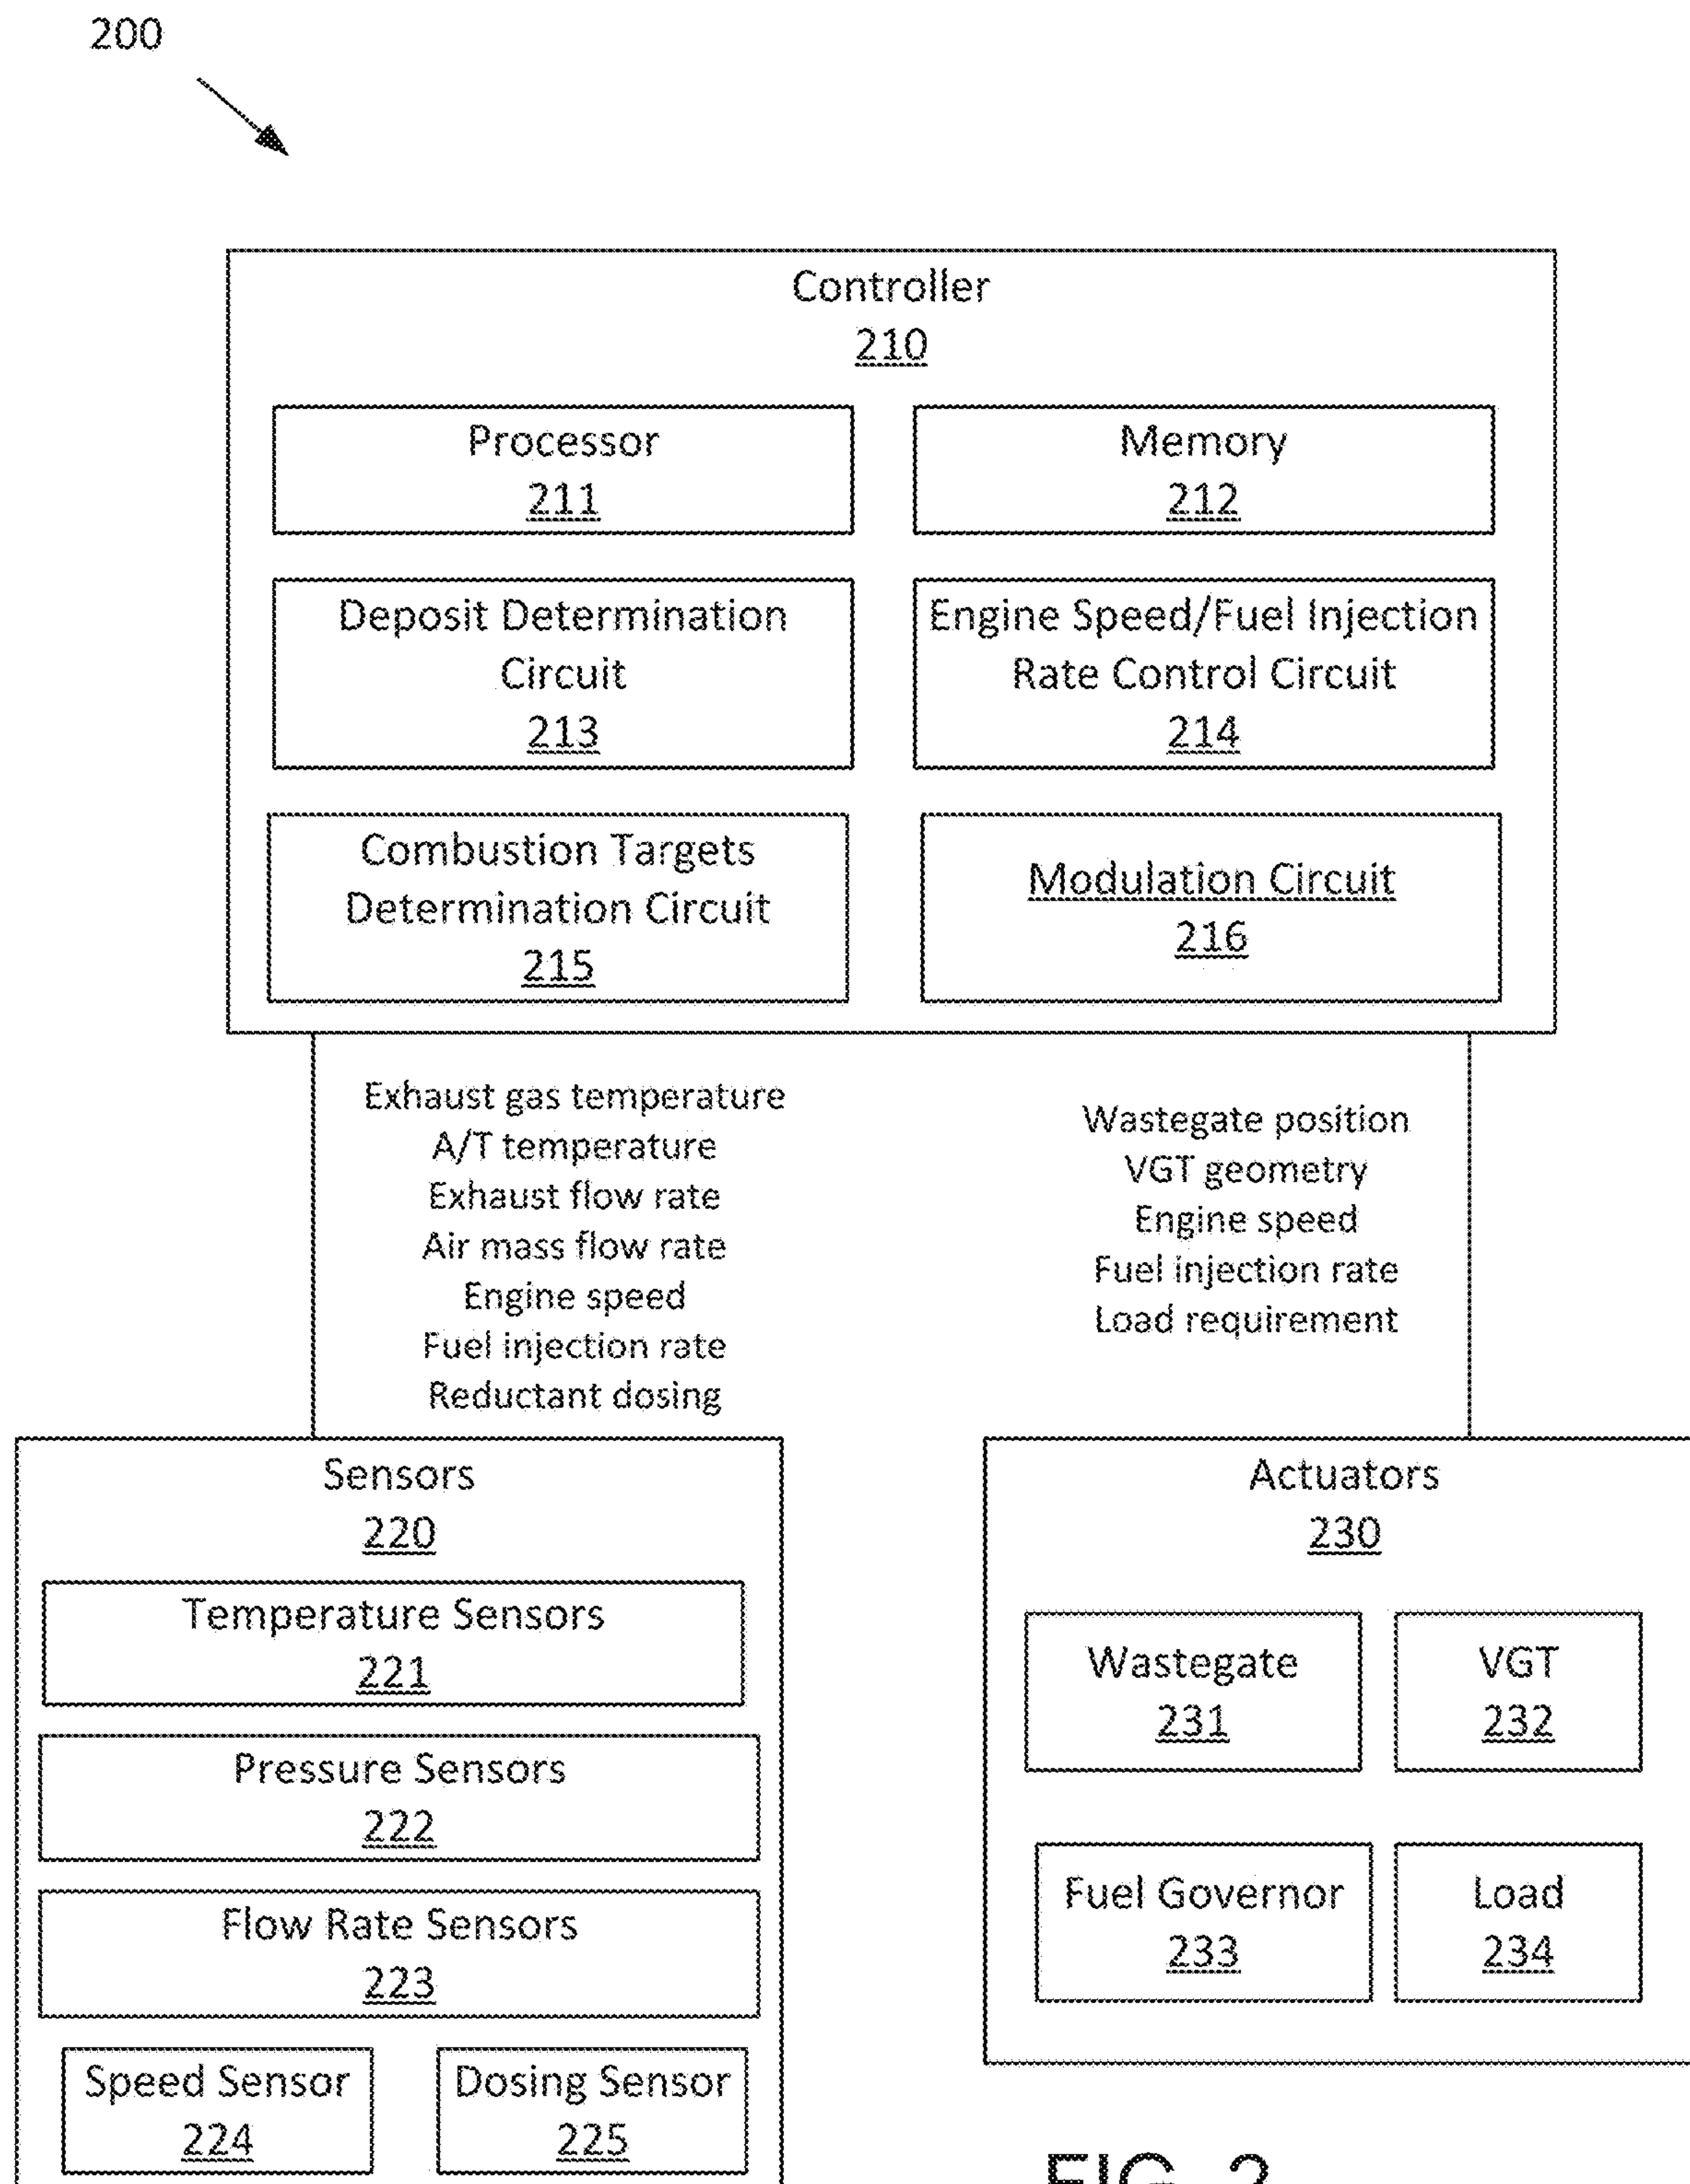 200
Controller
210
Processor
211
Memory
212
Deposit Determination
Circuit
213
Engine Speed/Fuel Injection
Rate Control Circuit
214
Combustion Targets
Determination Circuit
215
Modulation Circuit
216
Exhaust gas temperature
A/T temperature
Exhaust flow rate
Air mass flow rate
Engine speed
Fuel injection rate
Reductant dosing
Wastegate position
VGT geometry
Engine speed
Fuel injection rate
Load requirement
Sensors
220
Temperature Sensors
221
Pressure Sensors
222
Flow Rate Sensors
223
Speed Sensor
224
Dosing Sensor
225
Actuators
230
Wastegate
231
VGT
232
Fuel Governor
233
Load
234
FIG. 2